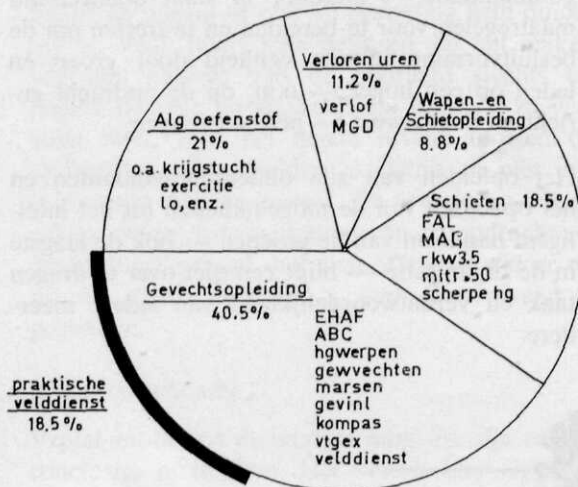 Verloren uren
11.2%
verlof
MGD
Wapen-en
Schietopleiding
8.8%
Alg oefenstof
21%
o.a. krijgstucht
exercitie
lo,enz.
Schieten 18.5%
FAL
MAG
rkw3.5
mitr.50
scherpe hg
Gevechtsopleiding
40.5%
EHAF
ABC
hgwerpen
gewvechten
marsen
gevinl
kompas
vtgex
velddienst
praktische
velddienst
18,5%